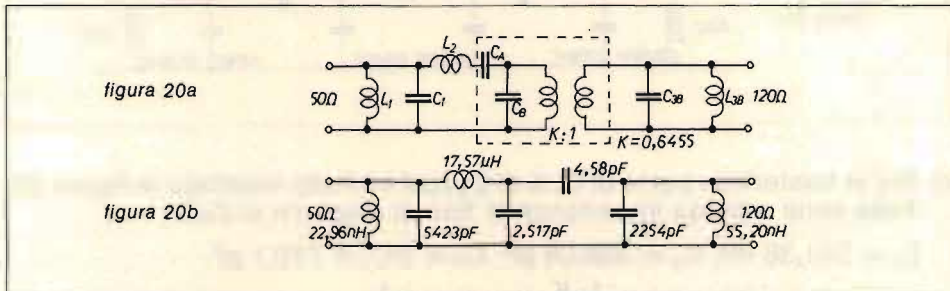 figura 20a
L2
CA
50Ω
L1
C1
CB
K:1
K=0,6455
C3B
L3B
120Ω
figura 20b
17,57µH
4,58pF
50Ω
22,96nH
5423pF
2,517pF
2254pF
120Ω
55,20nH